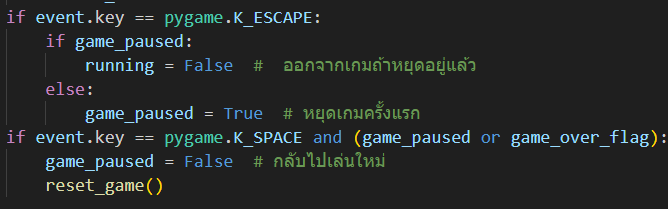 if event.key == pygame.K_ESCAPE:
    if game_paused:
        running = False  #  ออกจากเกมถ้าหยุดอยู่แล้ว
    else:
        game_paused = True  # หยุดเกมครั้งแรก
if event.key == pygame.K_SPACE and (game_paused or game_over_flag):
    game_paused = False  # กลับไปเล่นใหม่
    reset_game()